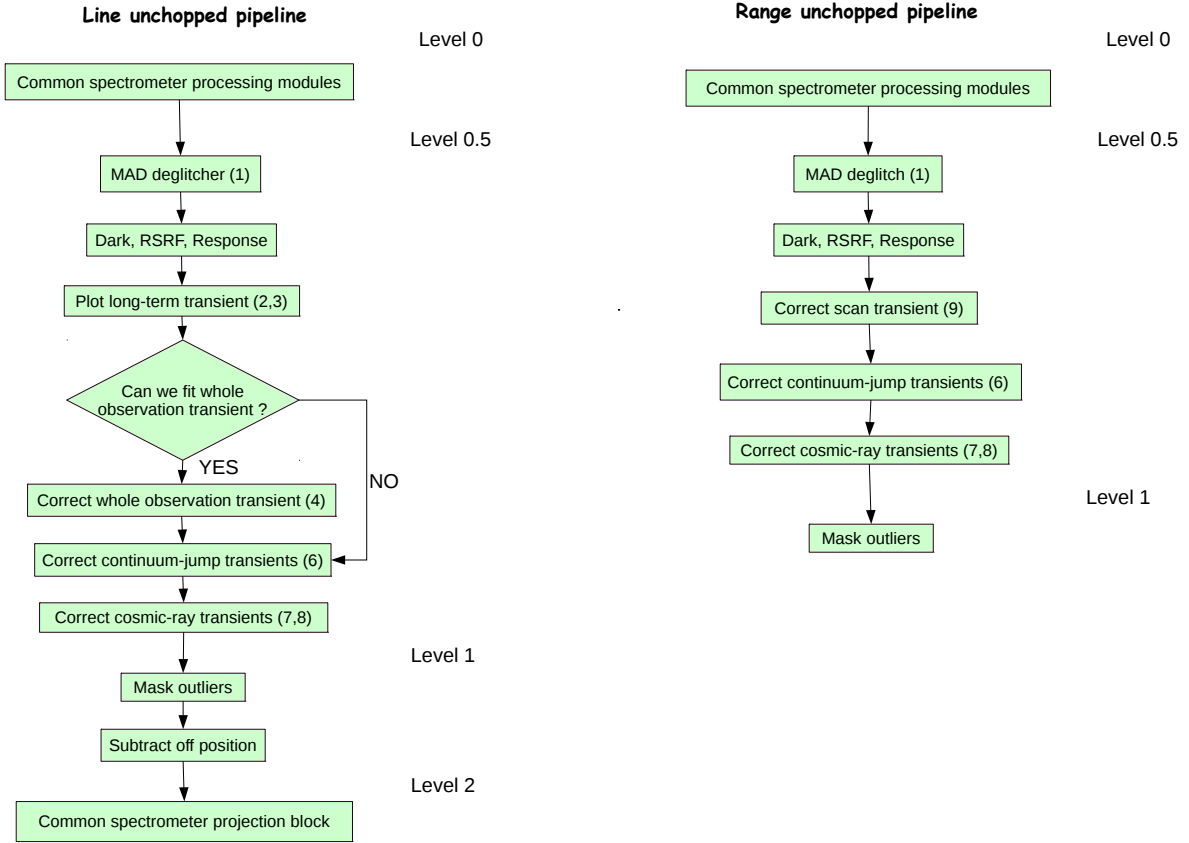 Line unchopped pipeline
Level 0
Common spectrometer processing modules
Level 0.5
MAD deglitcher (1)
Dark, RSRF, Response
Plot long-term transient (2,3)
Can we fit whole
observation transient ?
YES
NO
Correct whole observation transient (4)
Correct continuum-jump transients (6)
Correct cosmic-ray transients (7,8)
Level 1
Mask outliers
Subtract off position
Level 2
Common spectrometer projection block
Range unchopped pipeline
Level 0
Common spectrometer processing modules
Level 0.5
MAD deglitch (1)
Dark, RSRF, Response
Correct scan transient (9)
Correct continuum-jump transients (6)
Correct cosmic-ray transients (7,8)
Level 1
Mask outliers